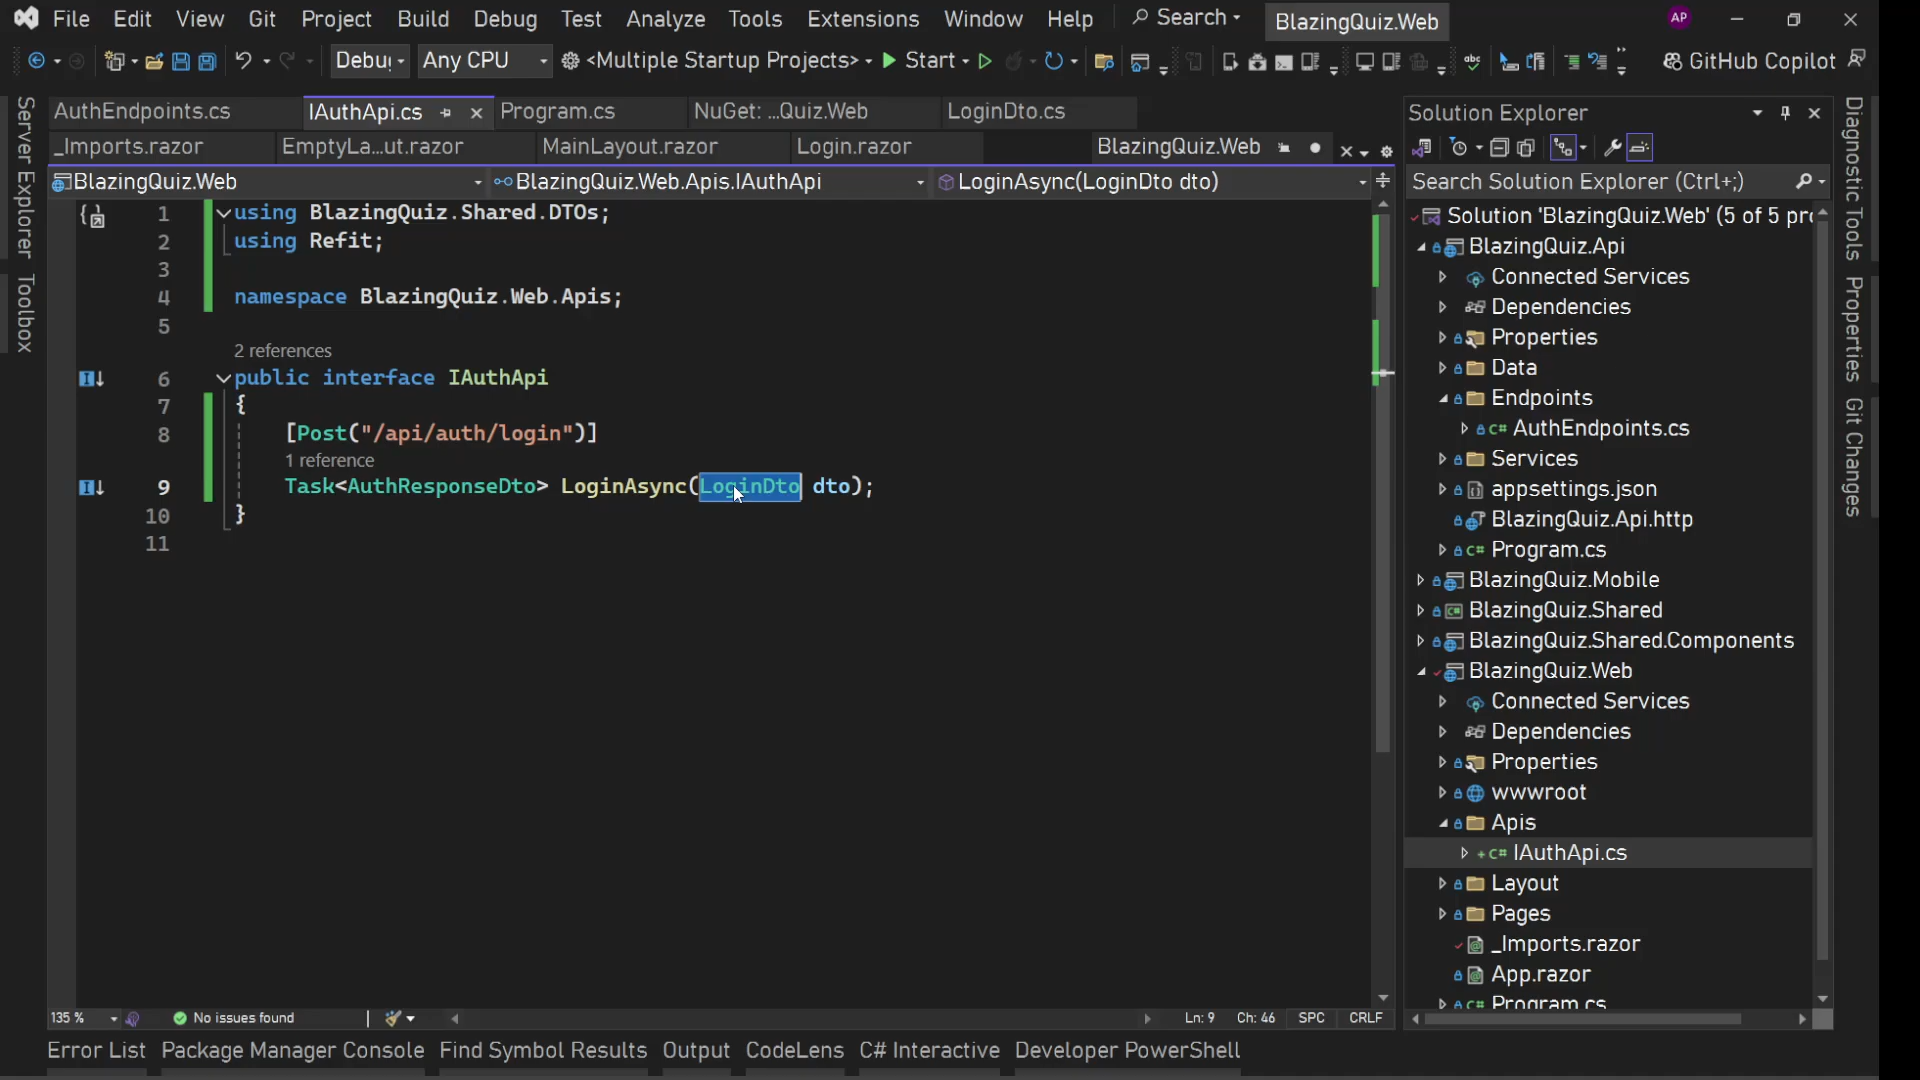 File Edit View Git Project Build Debug Test Analyze Tools Extensions Window Help Search BlazingQuiz.Web AP
Debug Any CPU <Multiple Startup Projects> Start GitHub Copilot
AuthEndpoints.cs IAuthApi.cs Program.cs NuGet: ...Quiz.Web LoginDto.cs
_Imports.razor EmptyLa...ut.razor MainLayout.razor Login.razor BlazingQuiz.Web
BlazingQuiz.Web BlazingQuiz.Web.Apis.IAuthApi LoginAsync(LoginDto dto)
1 using BlazingQuiz.Shared.DTOs;
2 using Refit;
3
4 namespace BlazingQuiz.Web.Apis;
5
2 references
6 public interface IAuthApi
7 {
8 [Post("/api/auth/login")]
1 reference
9 Task<AuthResponseDto> LoginAsync(LoginDto dto);
10 }
11
135 % No issues found Ln: 9 Ch: 46 SPC CRLF
Error List Package Manager Console Find Symbol Results Output CodeLens C# Interactive Developer PowerShell
Server Explorer
Toolbox
Solution Explorer
Search Solution Explorer (Ctrl+;)
Solution 'BlazingQuiz.Web' (5 of 5 pro
BlazingQuiz.Api
Connected Services
Dependencies
Properties
Data
Endpoints
C# AuthEndpoints.cs
Services
appsettings.json
BlazingQuiz.Api.http
C# Program.cs
BlazingQuiz.Mobile
BlazingQuiz.Shared
BlazingQuiz.Shared.Components
BlazingQuiz.Web
Connected Services
Dependencies
Properties
wwwroot
Apis
C# IAuthApi.cs
Layout
Pages
_Imports.razor
App.razor
C# Program.cs
Diagnostic Tools
Properties
Git Changes